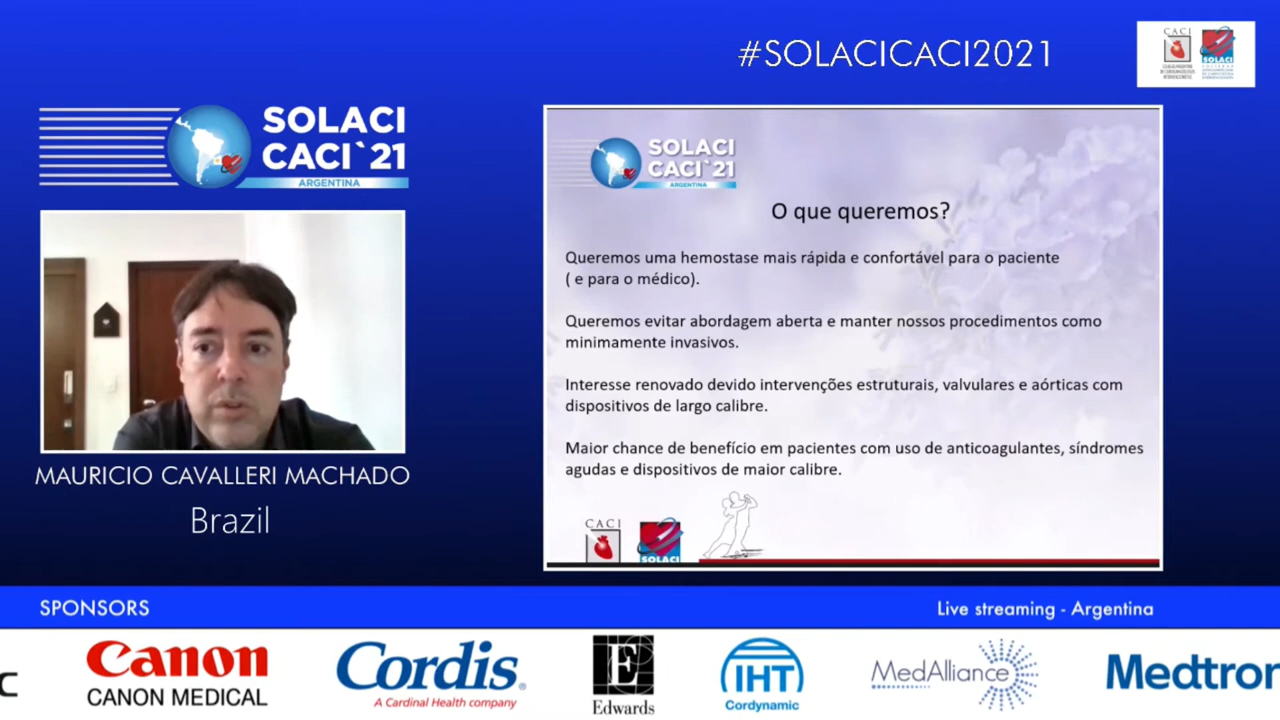 #SOLACICACI2021
CACI
SOLACI
SOLACI
CACI`21
ARGENTINA
MAURICIO CAVALLERI MACHADO
Brazil
SOLACI
CACI`21
ARGENTINA
O que queremos?
Queremos uma hemostase mais rápida e confortável para o paciente
( e para o médico).
Queremos evitar abordagem aberta e manter nossos procedimentos como
minimamente invasivos.
Interesse renovado devido intervenções estruturais, valvulares e aórticas com
dispositivos de largo calibre.
Maior chance de benefício em pacientes com uso de anticoagulantes, síndromes
agudas e dispositivos de maior calibre.
CACI
SOLACI
SPONSORS
Live streaming - Argentina
C
Canon
CANON MEDICAL
Cordis®
A Cardinal Health company
E
Edwards
IHT
Cordynamic
MedAlliance
Medtron